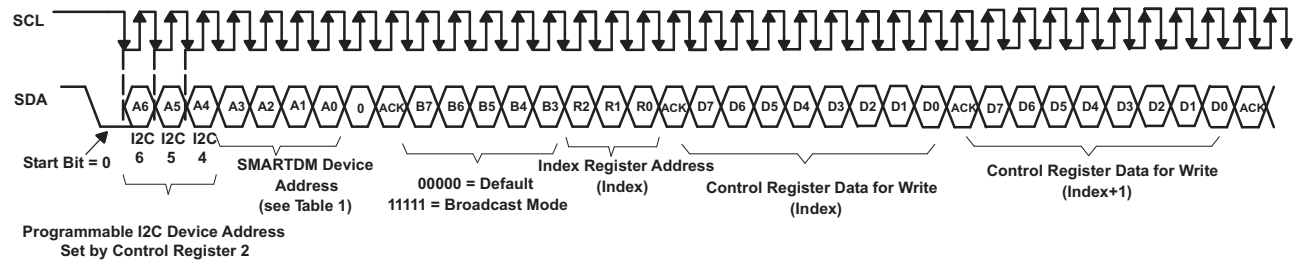 SCL
SDA A6 A5 A4 A3 A2 A1 A0 0 ACK B7 B6 B5 B4 B3 R2 R1 R0 ACK D7 D6 D5 D4 D3 D2 D1 D0 ACK D7 D6 D5 D4 D3 D2 D1 D0 ACK
Start Bit = 0
I2C I2C I2C
6 5 4
SMARTDM Device
Address
(see Table 1)
00000 = Default
11111 = Broadcast Mode
Index Register Address
(Index)
Control Register Data for Write
(Index)
Control Register Data for Write
(Index+1)
Programmable I2C Device Address
Set by Control Register 2